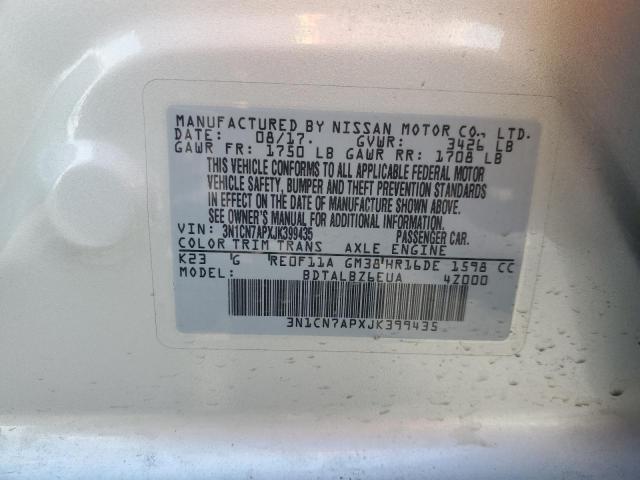 MANUFACTURED BY NISSAN MOTOR CO., LTD.
DATE: 08/17. GVWR: 3426 LB
GAWR FR: 1750 LB GAWR RR: 1708 LB
THIS VEHICLE CONFORMS TO ALL APPLICABLE FEDERAL MOTOR
VEHICLE SAFETY, BUMPER AND THEFT PREVENTION STANDARDS
IN EFFECT ON THE DATE OF MANUFACTURE SHOWN ABOVE.
SEE OWNER'S MANUAL FOR ADDITIONAL INFORMATION.
VIN: 3N1CN7APXJK399435 PASSENGER CAR.
COLOR TRIM TRANS AXLE ENGINE
K23 G RE0F11A GM38 HR16DE 1598 CC
MODEL: BDTALBZ6EUA 4Z000
3N1CN7APXJK399435